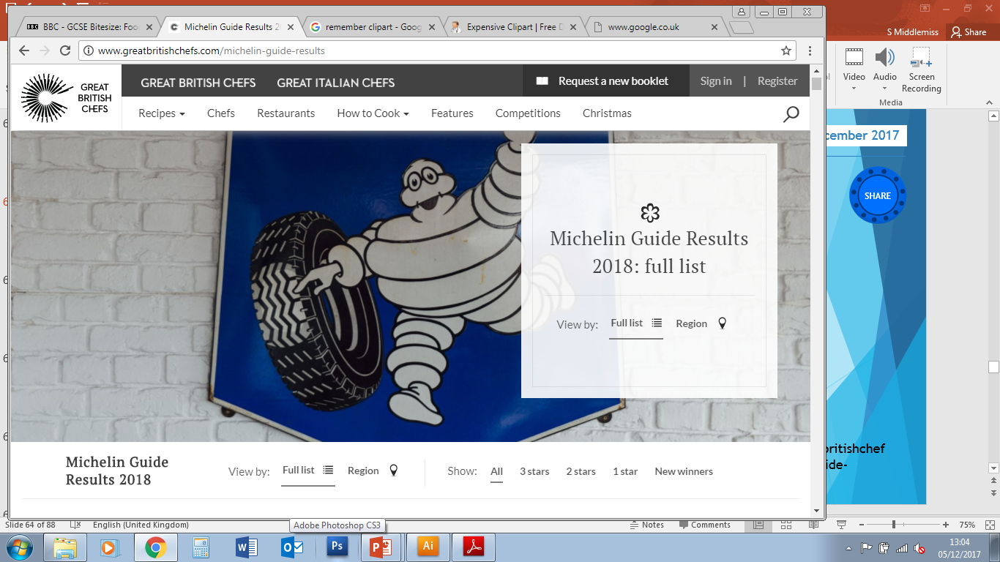 BBC - GCSE Bitesize: Foo
Michelin Guide Results 2
remember clipart - Goog
Expensive Clipart | Free D
www.google.co.uk
S Middlemiss
Share
www.greatbritishchefs.com/michelin-guide-results
Video
Audio
Screen
Recording
Media
GREAT
BRITISH
CHEFS
GREAT BRITISH CHEFS
GREAT ITALIAN CHEFS
Request a new booklet
Sign in | Register
Recipes
Chefs
Restaurants
How to Cook
Features
Competitions
Christmas
cember 2017
SHARE
Michelin Guide Results
2018: full list
View by: Full list Region
Michelin Guide
Results 2018
View by: Full list Region
Show: All 3 stars 2 stars 1 star New winners
britishchef
ide-
Slide 64 of 88
English (United Kingdom)
Adobe Photoshop CS3
Notes
Comments
75%
W
Ps
Ai
13:04
05/12/2017